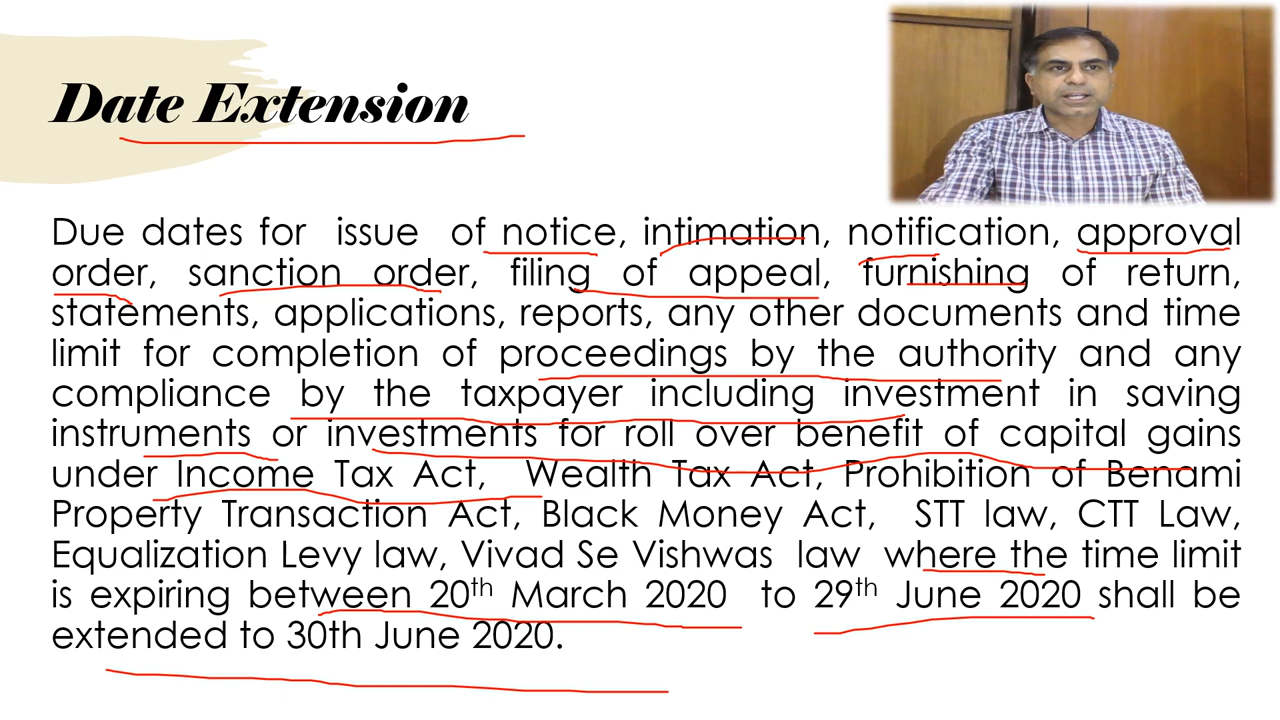 Date Extension
Due dates for issue of notice, intimation, notification, approval
order, sanction order, filing of appeal, furnishing of return,
statements, applications, reports, any other documents and time
limit for completion of proceedings by the authority and any
compliance by the taxpayer including investment in saving
instruments or investments for roll over benefit of capital gains
under Income Tax Act, Wealth Tax Act, Prohibition of Benami
Property Transaction Act, Black Money Act, STT law, CTT Law,
Equalization Levy law, Vivad Se Vishwas law where the time limit
is expiring between 20th March 2020 to 29th June 2020 shall be
extended to 30th June 2020.